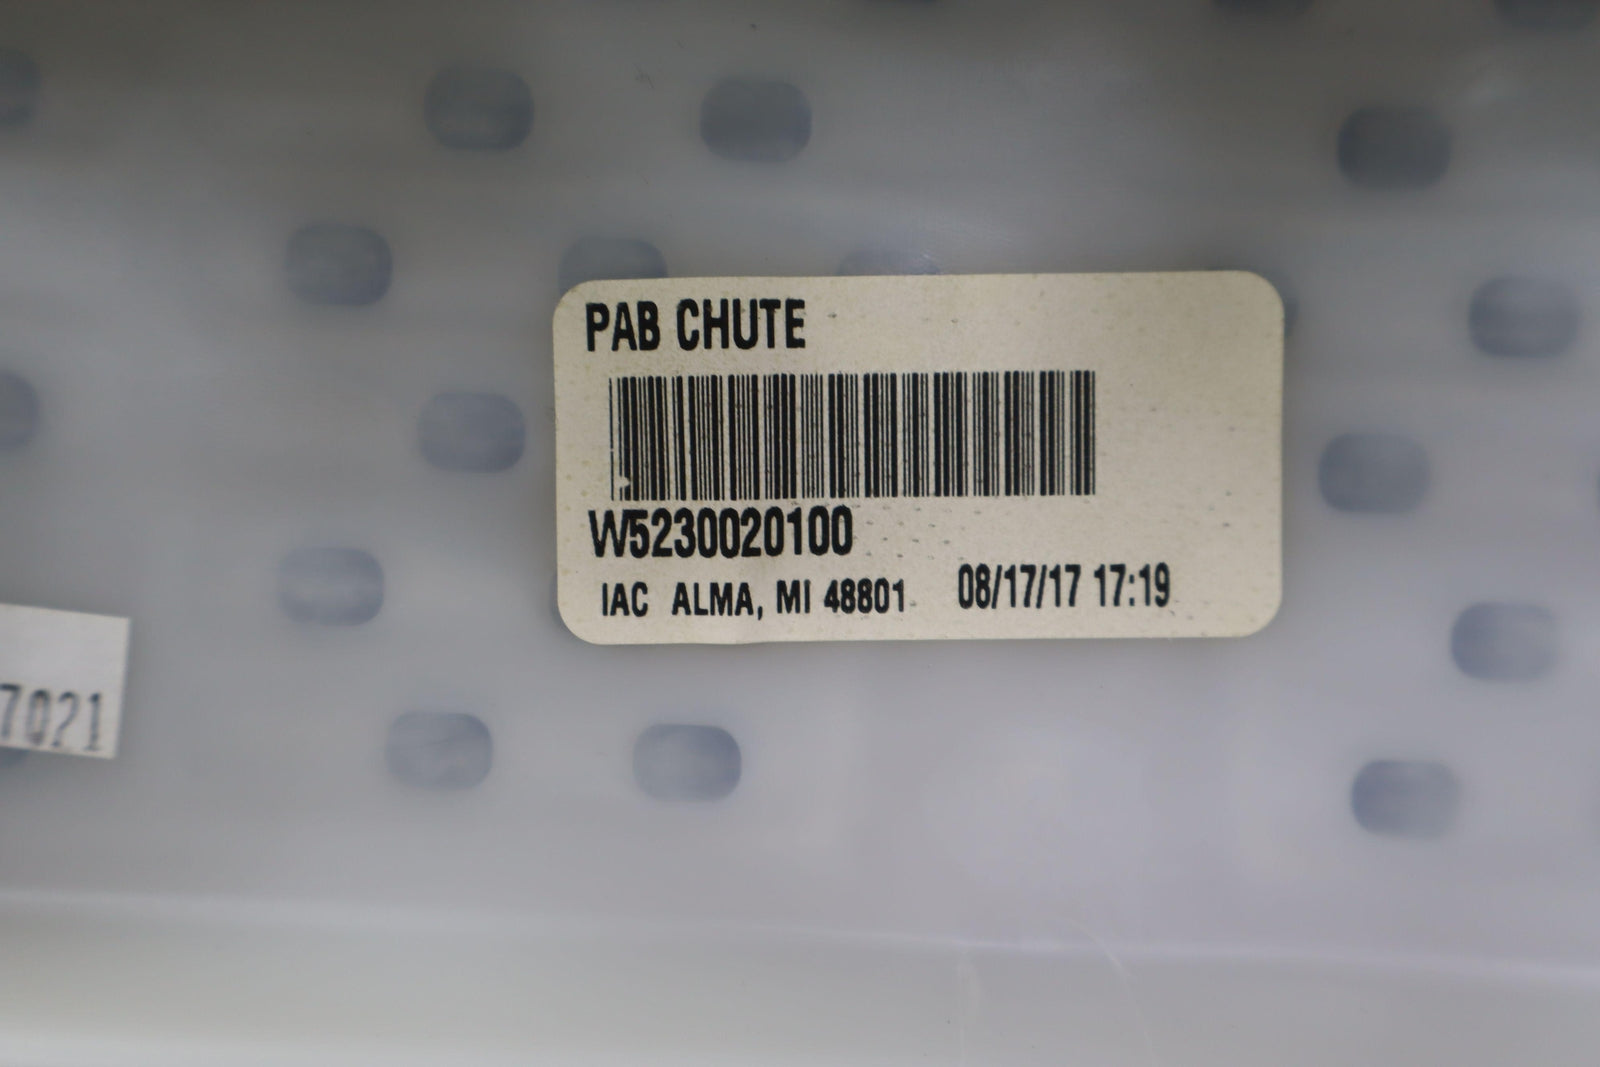 PAB CHUTE
W5230020100
IAC ALMA, MI 48801 08/17/17 17:19
7021